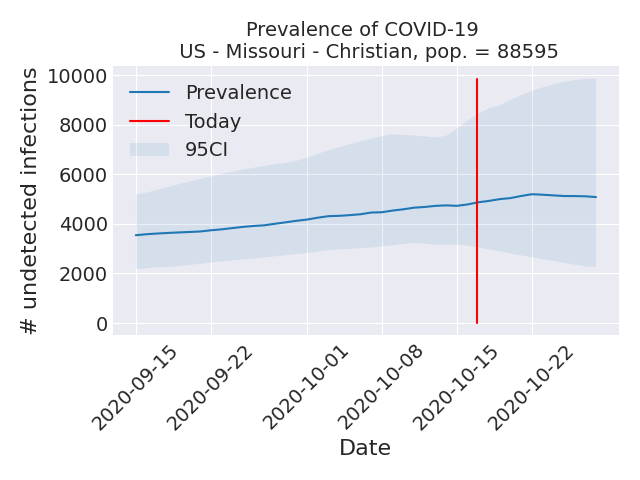 Prevalence of COVID-19
US - Missouri - Christian, pop. = 88595
# undetected infections
10000
8000
6000
4000
2000
0
Prevalence
Today
95CI
2020-09-15
2020-09-22
2020-10-01
2020-10-08
2020-10-15
2020-10-22
Date